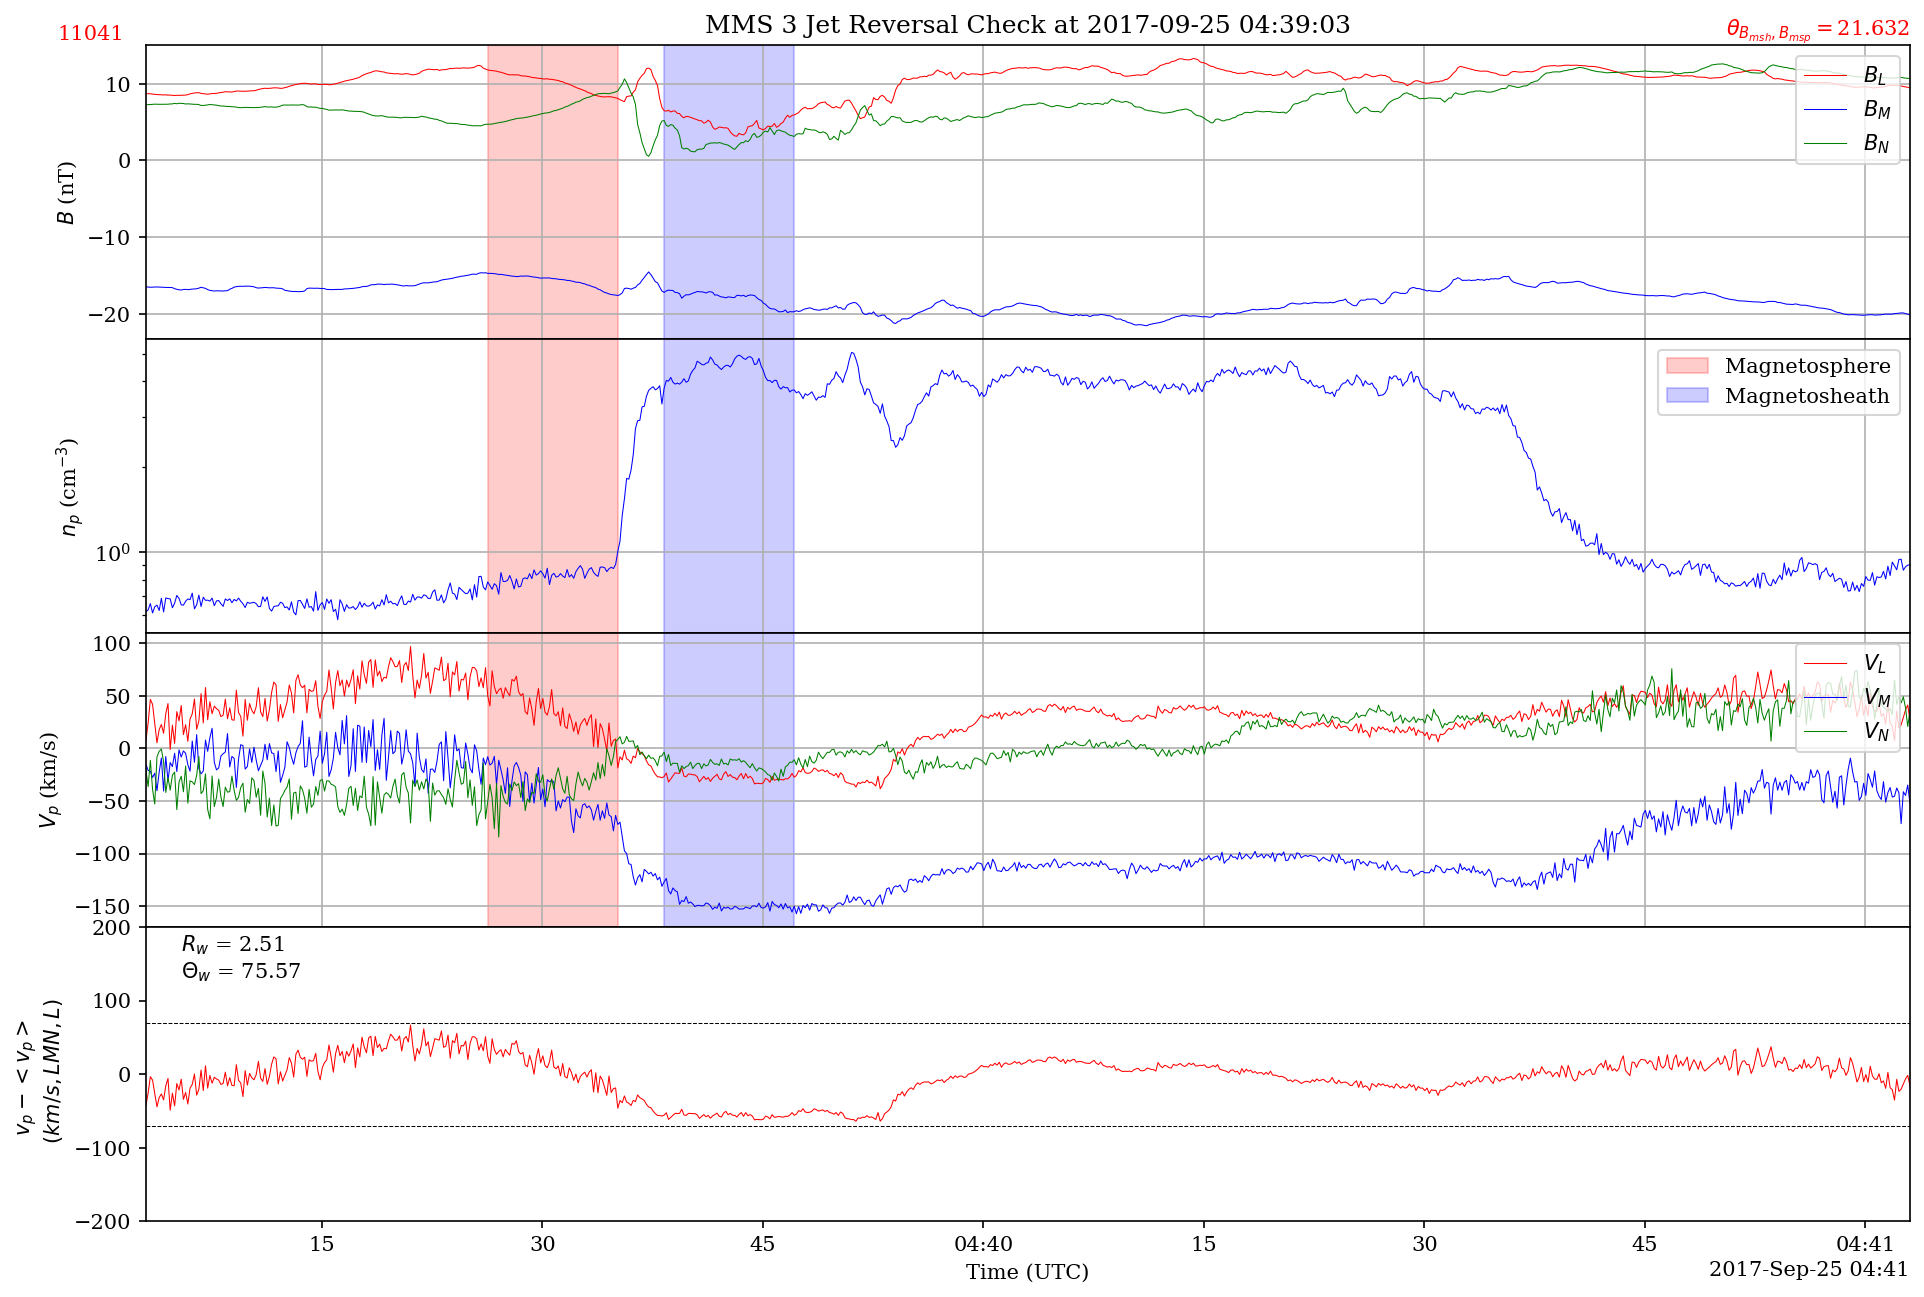 MMS 3 Jet Reversal Check at 2017-09-25 04:39:03
11041
θ_{B_{msh}, B_{msp}} = 21.632
B (nT)
10
0
−10
−20
B_L
B_M
B_N
n_p (cm⁻³)
10⁰
Magnetosphere
Magnetosheath
V_p (km/s)
100
50
0
−50
−100
−150
V_L
V_M
V_N
v_p − < v_p >
(km/s, LMN, L)
200
100
0
−100
−200
R_w = 2.51
Θ_w = 75.57
15 30 45 04:40 15 30 45 04:41
Time (UTC)
2017-Sep-25 04:41